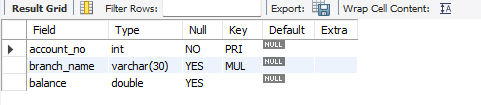 Result Grid Filter Rows: Export: Wrap Cell Content: IA
Field Type Null Key Default Extra
account_no int NO PRI NULL
branch_name varchar(30) YES MUL NULL
balance double YES NULL